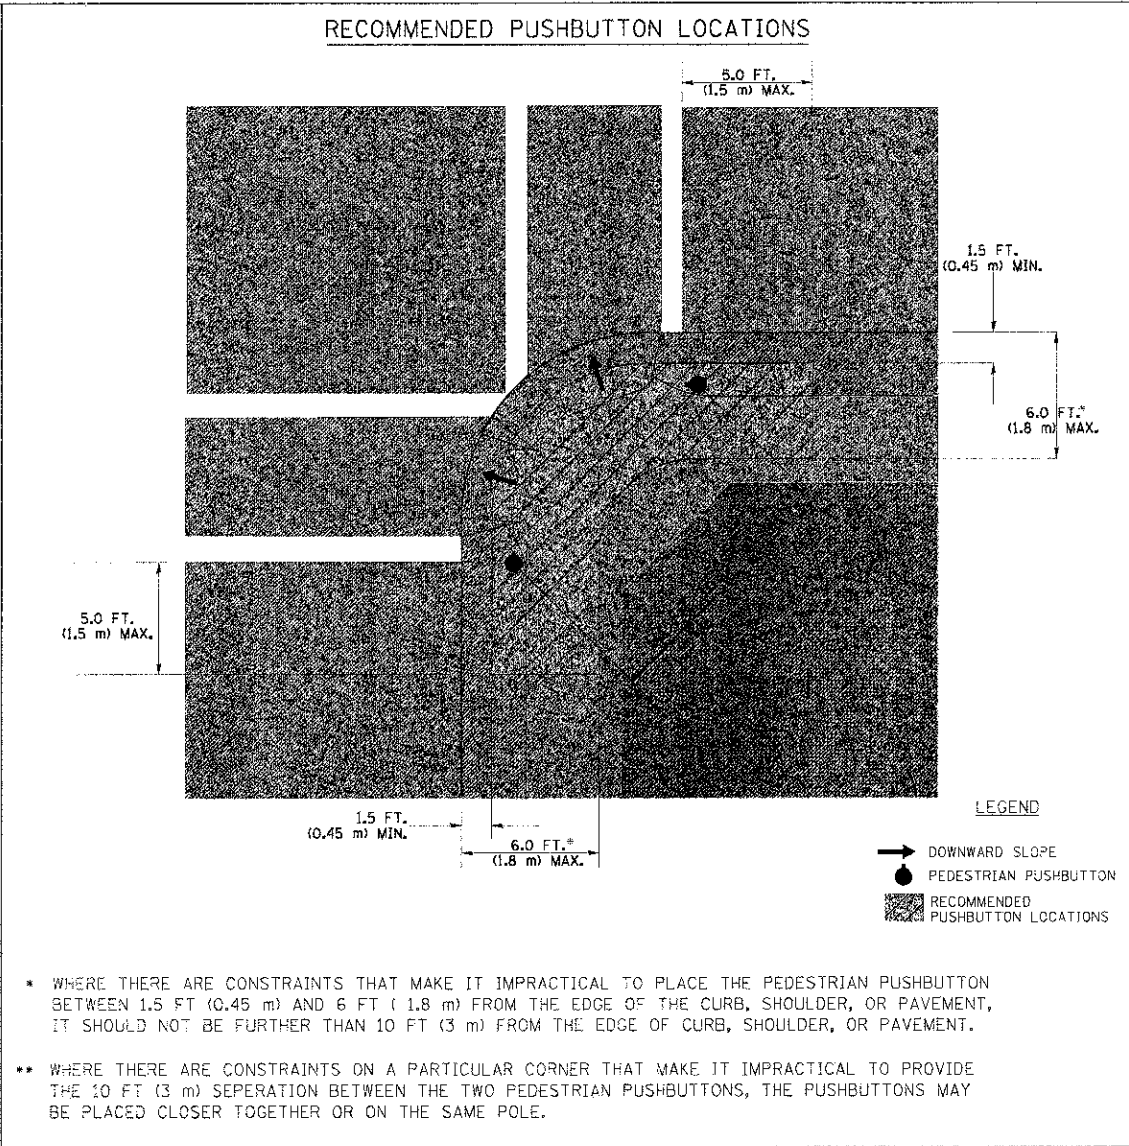 RECOMMENDED PUSHBUTTON LOCATIONS
5.0 FT.
(1.5 m) MAX.
1.5 FT.
(0.45 m) MIN.
6.0 FT.*
(1.8 m) MAX.
5.0 FT.
(1.5 m) MAX.
1.5 FT.
(0.45 m) MIN.
6.0 FT.*
(1.8 m) MAX.
LEGEND
DOWNWARD SLOPE
PEDESTRIAN PUSHBUTTON
RECOMMENDED
PUSHBUTTON LOCATIONS
* WHERE THERE ARE CONSTRAINTS THAT MAKE IT IMPRACTICAL TO PLACE THE PEDESTRIAN PUSHBUTTON
BETWEEN 1.5 FT (0.45 m) AND 6 FT ( 1.8 m) FROM THE EDGE OF THE CURB, SHOULDER, OR PAVEMENT,
IT SHOULD NOT BE FURTHER THAN 10 FT (3 m) FROM THE EDGE OF CURB, SHOULDER, OR PAVEMENT.
** WHERE THERE ARE CONSTRAINTS ON A PARTICULAR CORNER THAT MAKE IT IMPRACTICAL TO PROVIDE
THE 10 FT (3 m) SEPERATION BETWEEN THE TWO PEDESTRIAN PUSHBUTTONS, THE PUSHBUTTONS MAY
BE PLACED CLOSER TOGETHER OR ON THE SAME POLE.